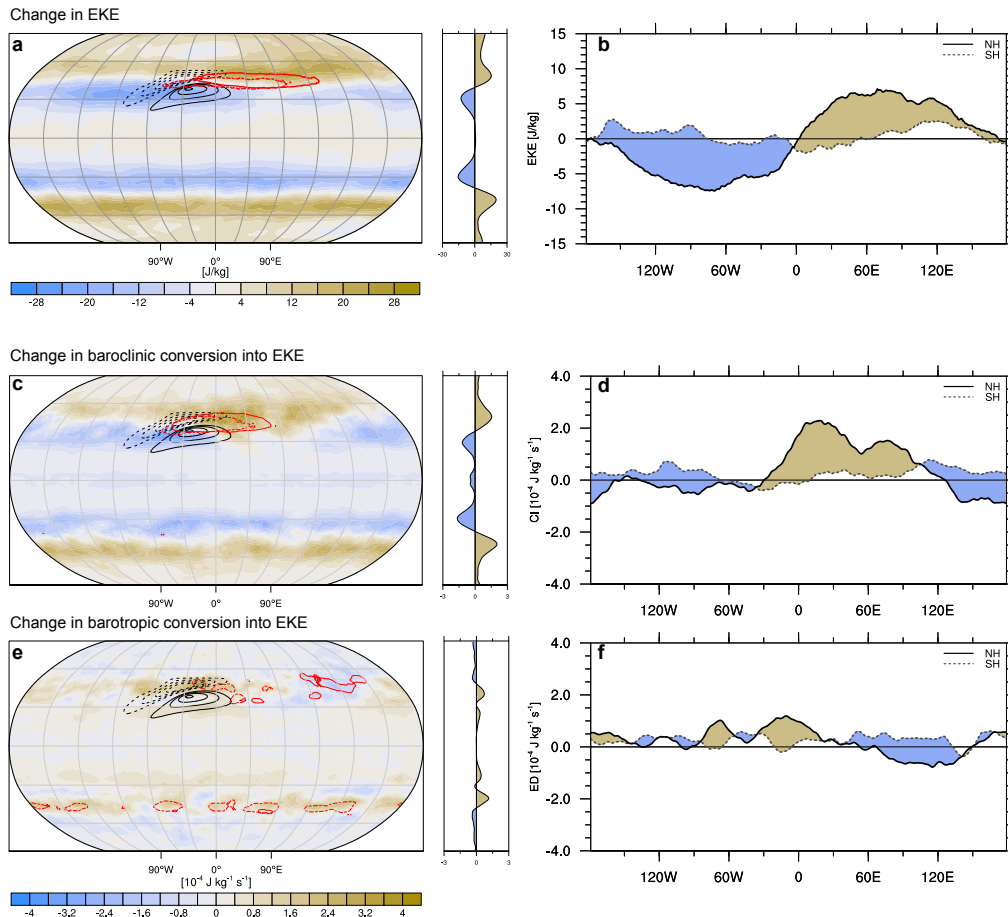 Change in EKE
a
90°W 0° 90°E
[J/kg]
-28 -20 -12 -4 4 12 20 28
-30 0 30
b
NH
SH
15
10
5
0
-5
-10
-15
EKE [J/kg]
120W 60W 0 60E 120E
Change in baroclinic conversion into EKE
c
90°W 0° 90°E
-3 0 3
d
NH
SH
4.0
2.0
0.0
-2.0
-4.0
CI [10⁻⁴ J kg⁻¹ s⁻¹]
120W 60W 0 60E 120E
Change in barotropic conversion into EKE
e
90°W 0° 90°E
[10⁻⁴ J kg⁻¹ s⁻¹]
-4 -3.2 -2.4 -1.6 -0.8 0 0.8 1.6 2.4 3.2 4
-3 0 3
f
NH
SH
4.0
2.0
0.0
-2.0
-4.0
ED [10⁻⁴ J kg⁻¹ s⁻¹]
120W 60W 0 60E 120E